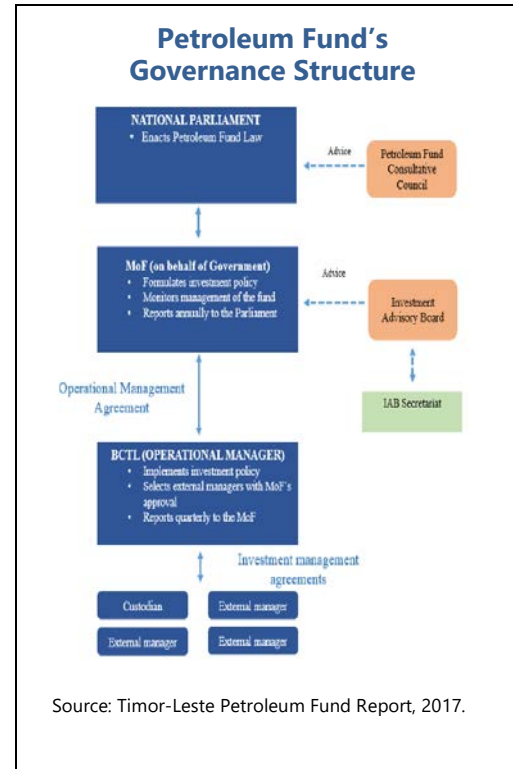 Petroleum Fund's
Governance Structure
NATIONAL PARLIAMENT
• Enacts Petroleum Fund Law
Advice
Petroleum Fund
Consultative
Council
MoF (on behalf of Government)
• Formulates investment policy
• Monitors management of the fund
• Reports annually to the Parliament
Advice
Investment
Advisory Board
Operational Management
Agreement
IAB Secretariat
BCTL (OPERATIONAL MANAGER)
• Implements investment policy
• Selects external managers with MoF's
approval
• Reports quarterly to the MoF
Investment management
agreements
Custodian
External manager
External manager
External manager
Source: Timor-Leste Petroleum Fund Report, 2017.